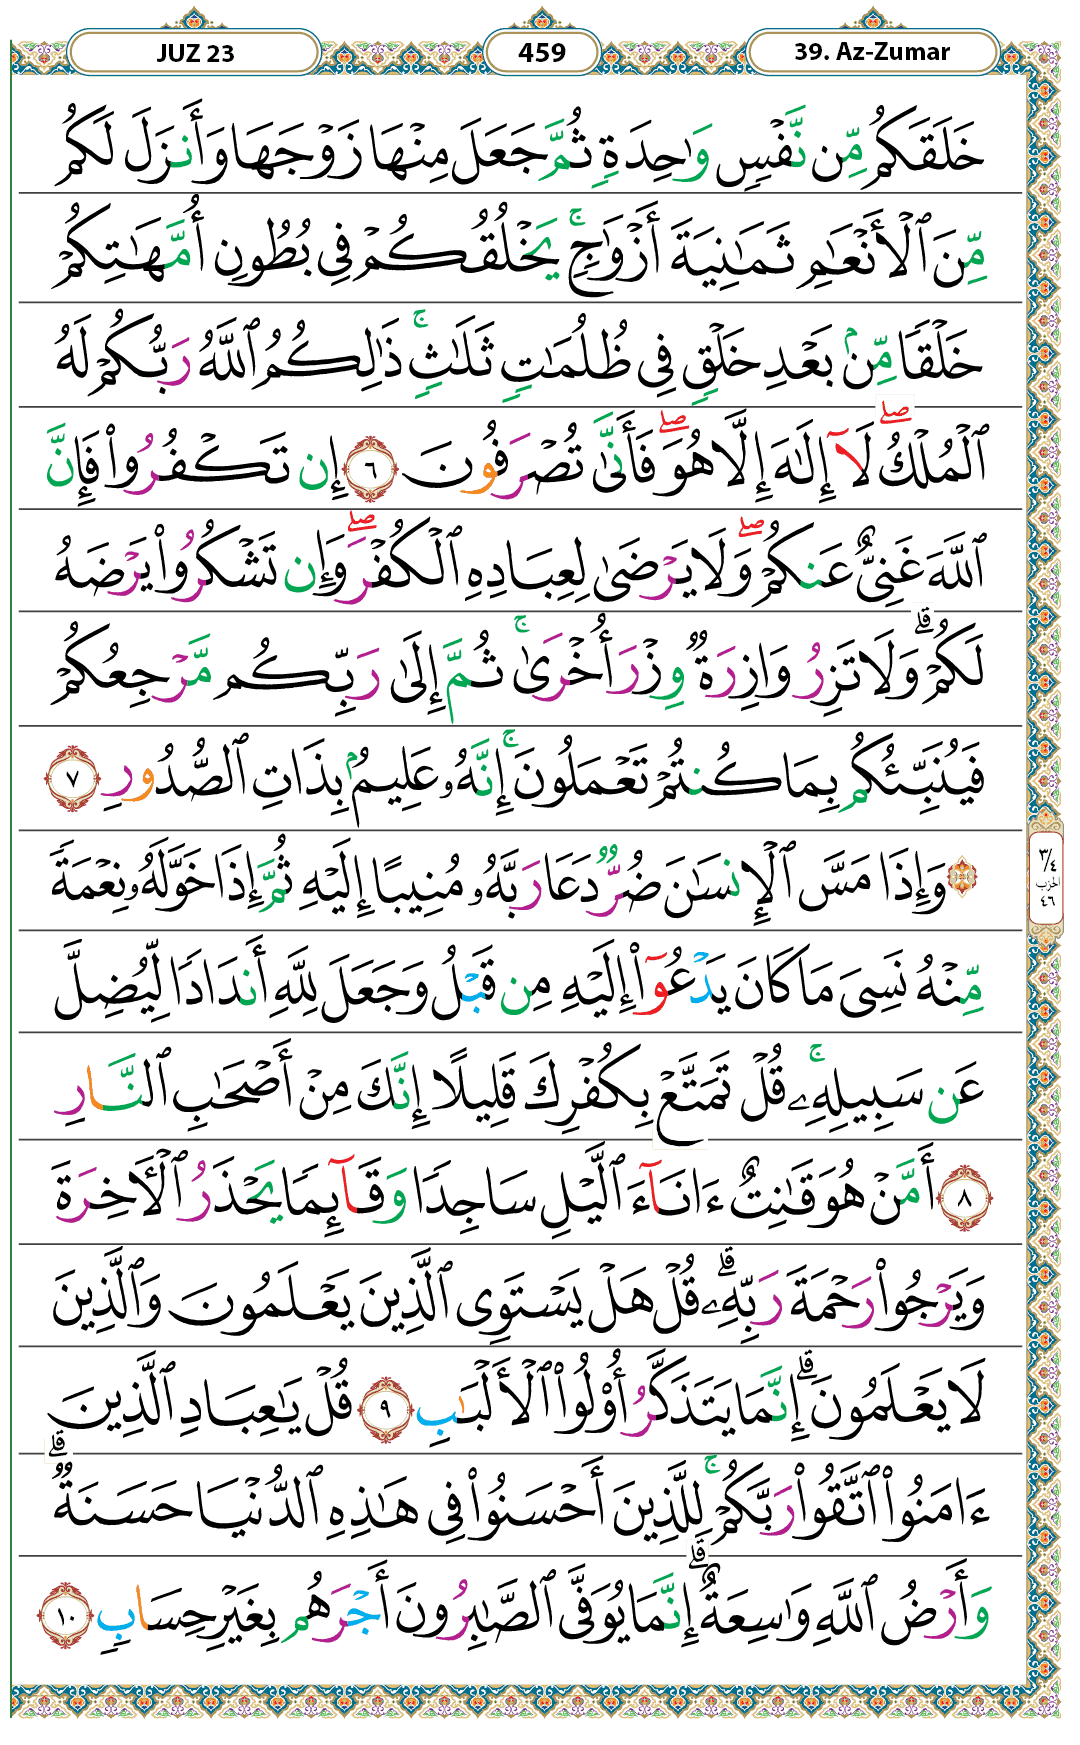 JUZ 23
459
39. Az-Zumar
خَلَقَكُم مِّن نَّفْسٍ وَٰحِدَةٍ ثُمَّ جَعَلَ مِنْهَا زَوْجَهَا وَأَنزَلَ لَكُم
مِّنَ ٱلْأَنْعَٰمِ ثَمَٰنِيَةَ أَزْوَٰجٍ ۚ يَخْلُقُكُمْ فِى بُطُونِ أُمَّهَٰتِكُمْ
خَلْقًا مِّنۢ بَعْدِ خَلْقٍ فِى ظُلُمَٰتٍ ثَلَٰثٍ ۚ ذَٰلِكُمُ ٱللَّهُ رَبُّكُمْ لَهُ
ٱلْمُلْكُ ۖ لَآ إِلَٰهَ إِلَّا هُوَ ۖ فَأَنَّىٰ تُصْرَفُونَ ٦ إِن تَكْفُرُوا۟ فَإِنَّ
ٱللَّهَ غَنِىٌّ عَنكُمْ ۖ وَلَا يَرْضَىٰ لِعِبَادِهِ ٱلْكُفْرَ ۖ وَإِن تَشْكُرُوا۟ يَرْضَهُ
لَكُمْ ۗ وَلَا تَزِرُ وَازِرَةٌ وِزْرَ أُخْرَىٰ ۚ ثُمَّ إِلَىٰ رَبِّكُم مَّرْجِعُكُمْ
فَيُنَبِّئُكُم بِمَا كُنتُمْ تَعْمَلُونَ ۚ إِنَّهُۥ عَلِيمٌۢ بِذَاتِ ٱلصُّدُورِ ٧
۞ وَإِذَا مَسَّ ٱلْإِنسَٰنَ ضُرٌّ دَعَا رَبَّهُۥ مُنِيبًا إِلَيْهِ ثُمَّ إِذَا خَوَّلَهُۥ نِعْمَةً
٣/٤
الحزب
٤٦
مِّنْهُ نَسِىَ مَا كَانَ يَدْعُوٓا۟ إِلَيْهِ مِن قَبْلُ وَجَعَلَ لِلَّهِ أَندَادًا لِّيُضِلَّ
عَن سَبِيلِهِۦ ۚ قُلْ تَمَتَّعْ بِكُفْرِكَ قَلِيلًا إِنَّكَ مِنْ أَصْحَٰبِ ٱلنَّارِ
٨ أَمَّنْ هُوَ قَٰنِتٌ ءَانَآءَ ٱلَّيْلِ سَاجِدًا وَقَآئِمًا يَحْذَرُ ٱلْءَاخِرَةَ
وَيَرْجُوا۟ رَحْمَةَ رَبِّهِۦ ۗ قُلْ هَلْ يَسْتَوِى ٱلَّذِينَ يَعْلَمُونَ وَٱلَّذِينَ
لَا يَعْلَمُونَ ۗ إِنَّمَا يَتَذَكَّرُ أُو۟لُوا۟ ٱلْأَلْبَٰبِ ٩ قُلْ يَٰعِبَادِ ٱلَّذِينَ
ءَامَنُوا۟ ٱتَّقُوا۟ رَبَّكُمْ ۚ لِلَّذِينَ أَحْسَنُوا۟ فِى هَٰذِهِ ٱلدُّنْيَا حَسَنَةٌ ۗ
وَأَرْضُ ٱللَّهِ وَٰسِعَةٌ ۗ إِنَّمَا يُوَفَّى ٱلصَّٰبِرُونَ أَجْرَهُم بِغَيْرِ حِسَابٍ ١٠